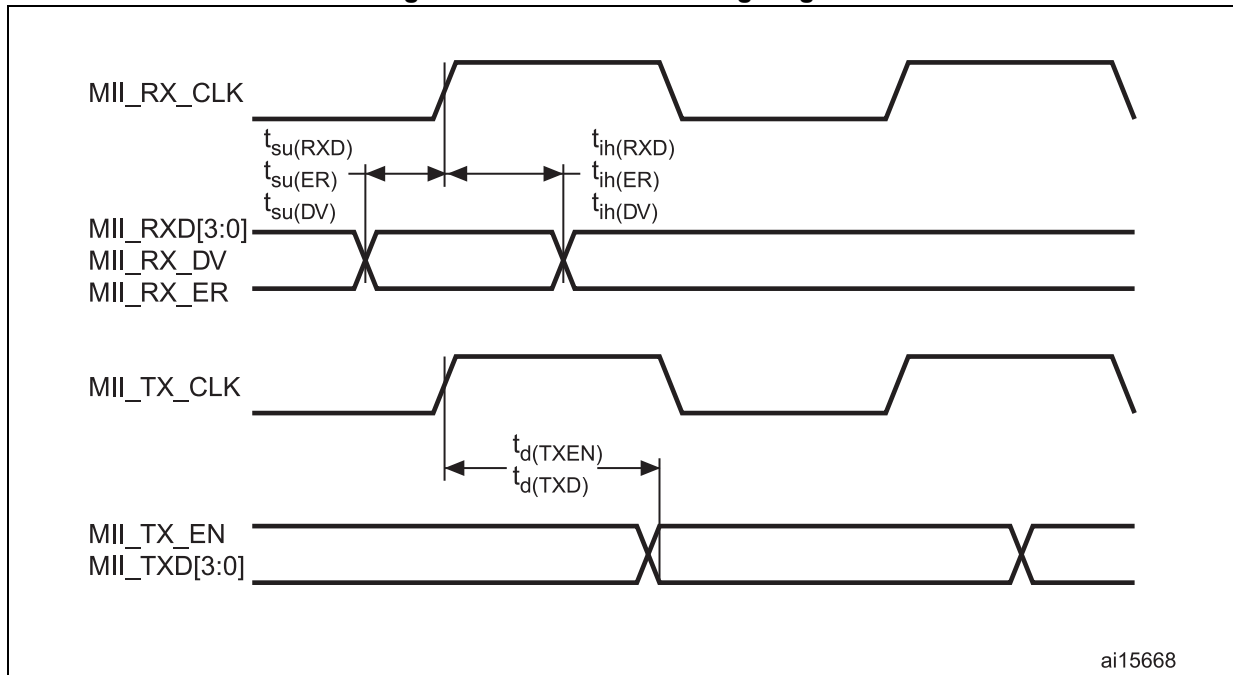 MII_RX_CLK
tsu(RXD)
tsu(ER)
tsu(DV)
tih(RXD)
tih(ER)
tih(DV)
MII_RXD[3:0]
MII_RX_DV
MII_RX_ER
MII_TX_CLK
td(TXEN)
td(TXD)
MII_TX_EN
MII_TXD[3:0]
ai15668